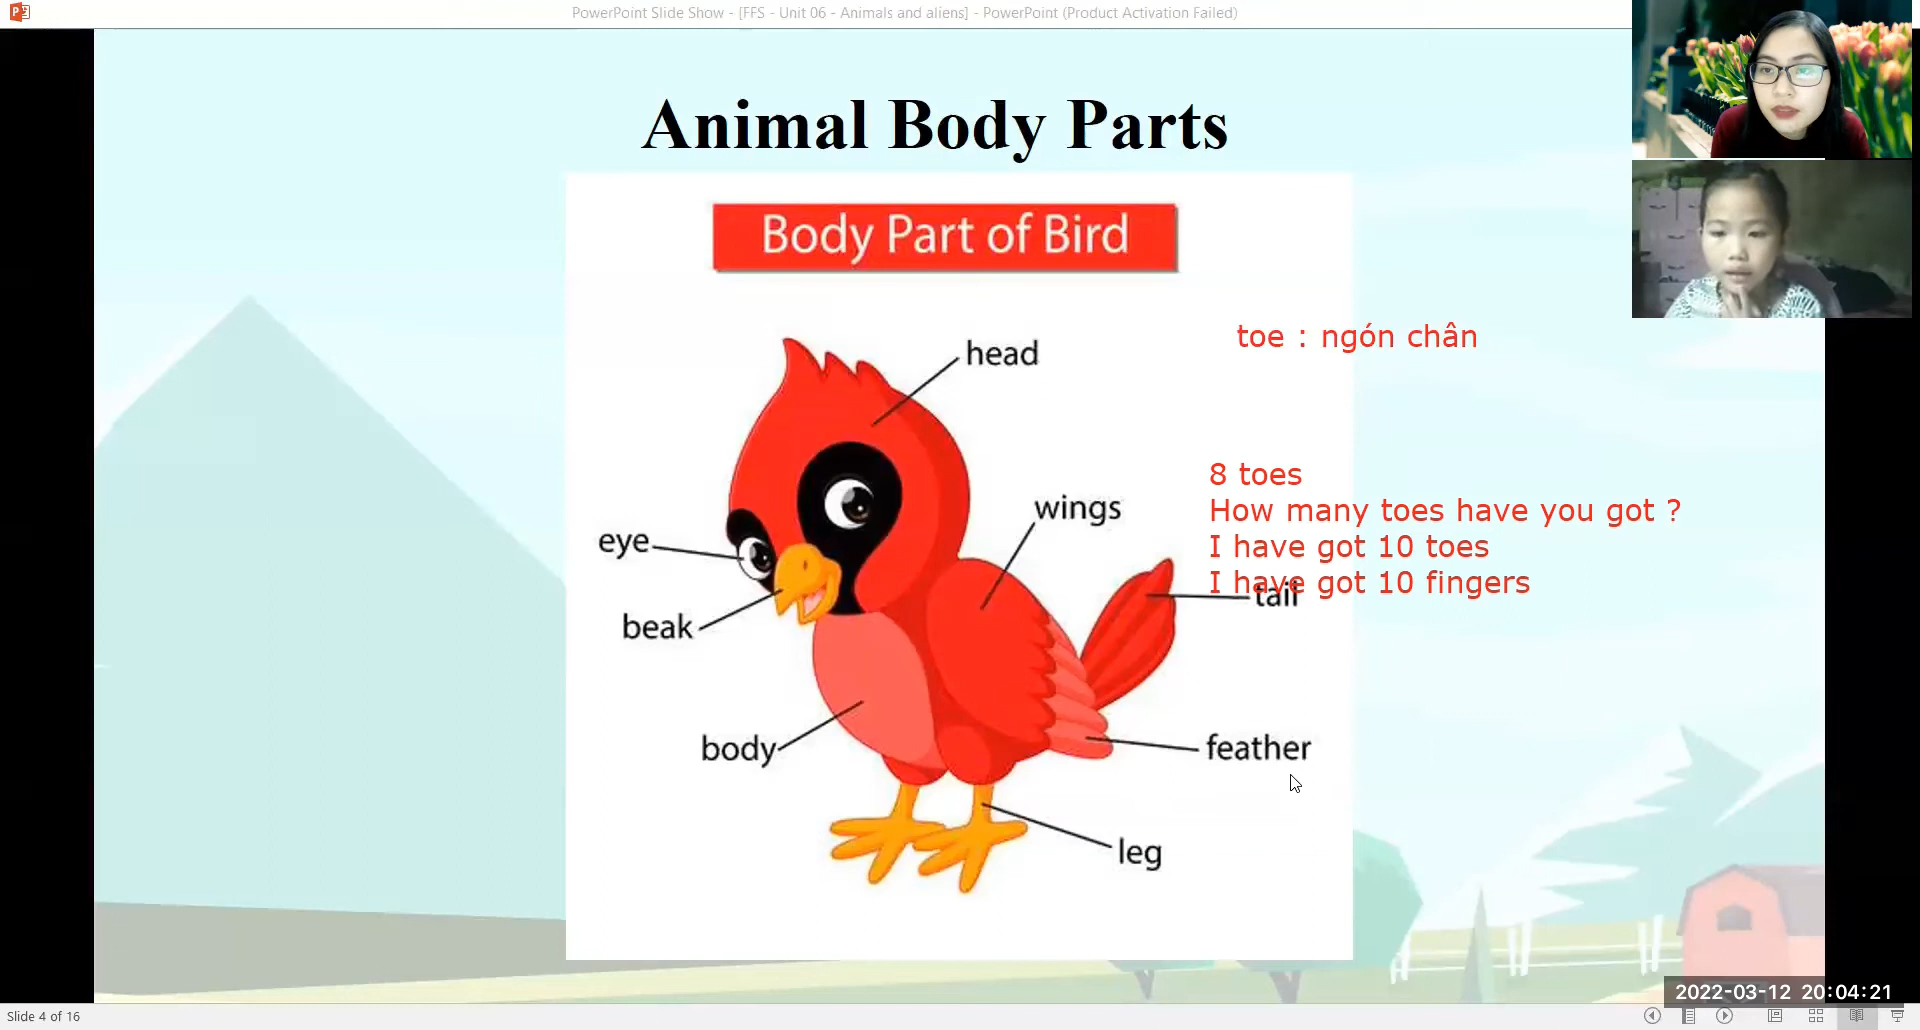 PowerPoint Slide Show - [FFS - Unit 06 - Animals and aliens] - PowerPoint (Product Activation Failed)
Animal Body Parts
Body Part of Bird
head
toe : ngón chân
8 toes
wings
How many toes have you got ?
eye
I have got 10 toes
I have got 10 fingers
tail
beak
body
feather
leg
2022-03-12 20:04:21
Slide 4 of 16